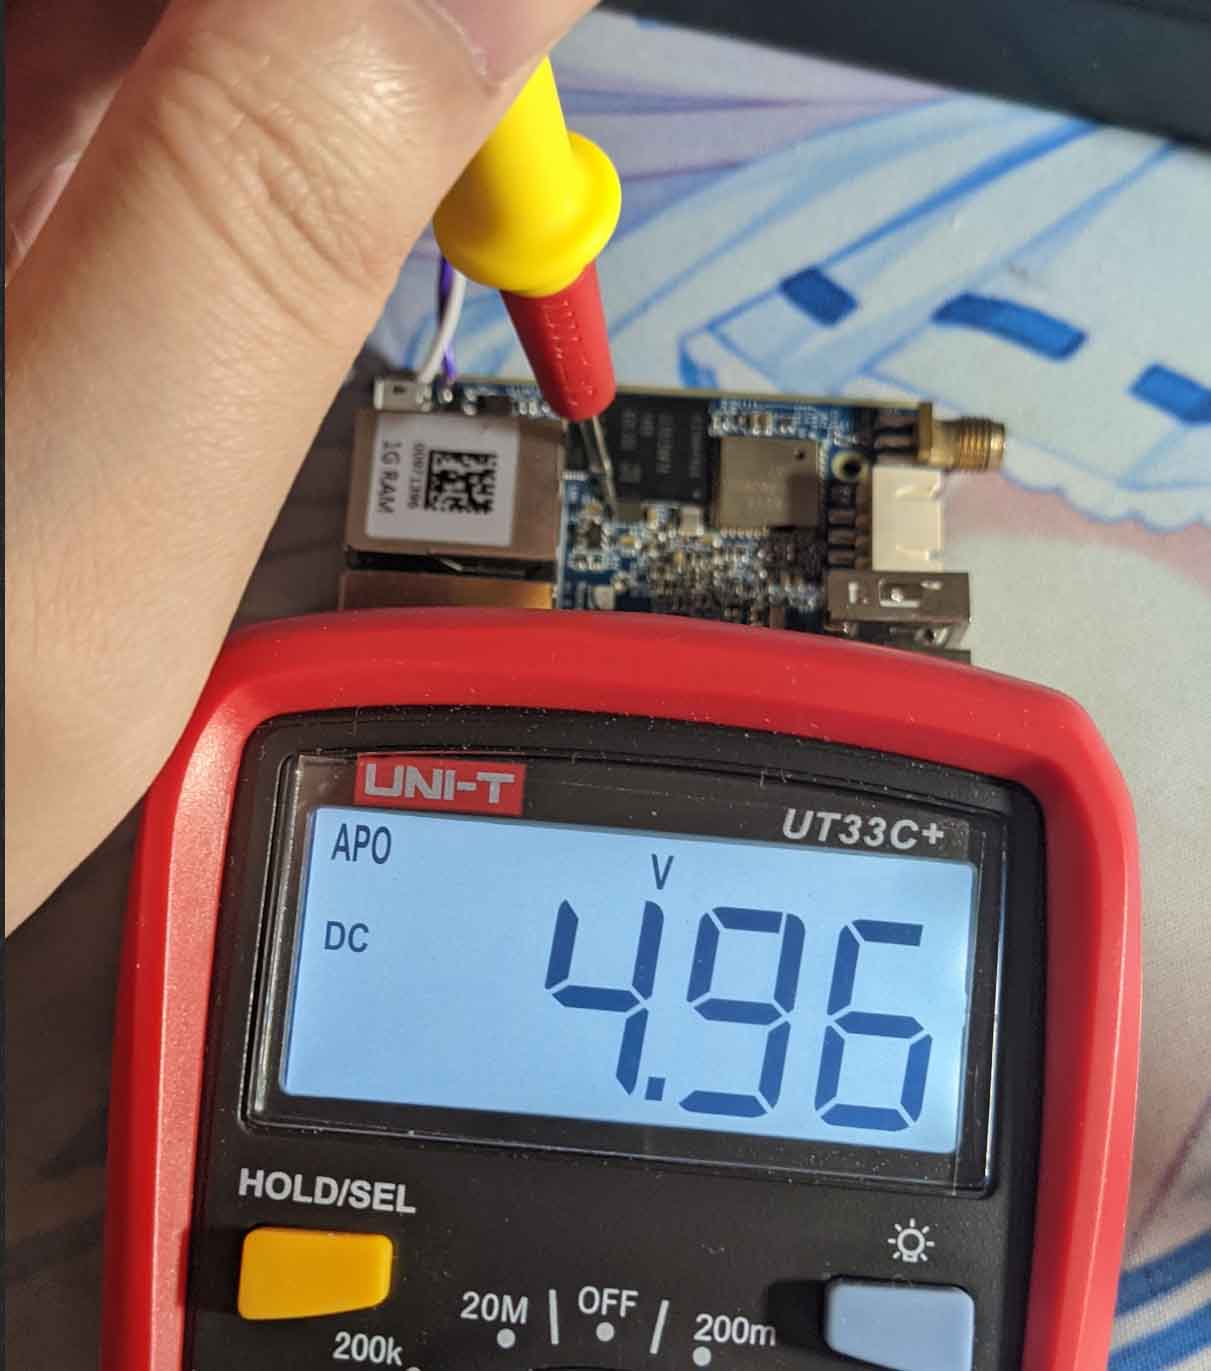 1G RAM
UNI-T
UT33C+
APO
V
DC
4.96
HOLD/SEL
20M
OFF
200m
200k